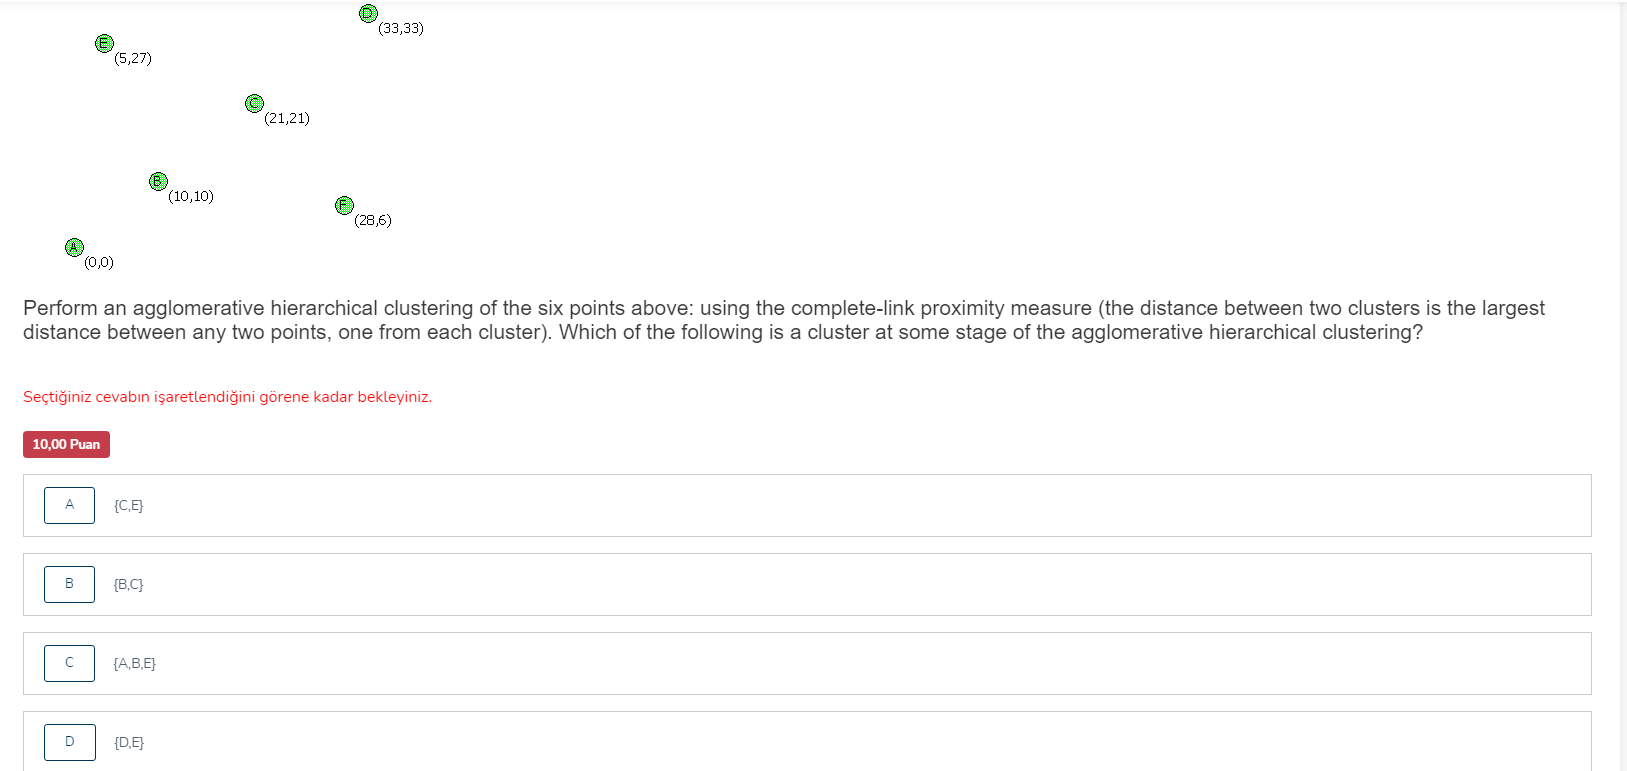 D
(33,33)
E
(5,27)
C
(21,21)
B
(10,10)
F
(28,6)
A
(0,0)
Perform an agglomerative hierarchical clustering of the six points above: using the complete-link proximity measure (the distance between two clusters is the largest
distance between any two points, one from each cluster). Which of the following is a cluster at some stage of the agglomerative hierarchical clustering?
Seçtiğiniz cevabın işaretlendiğini görene kadar bekleyiniz.
10,00 Puan
A {C,E}
B {B,C}
C {A,B,E}
D {D,E}